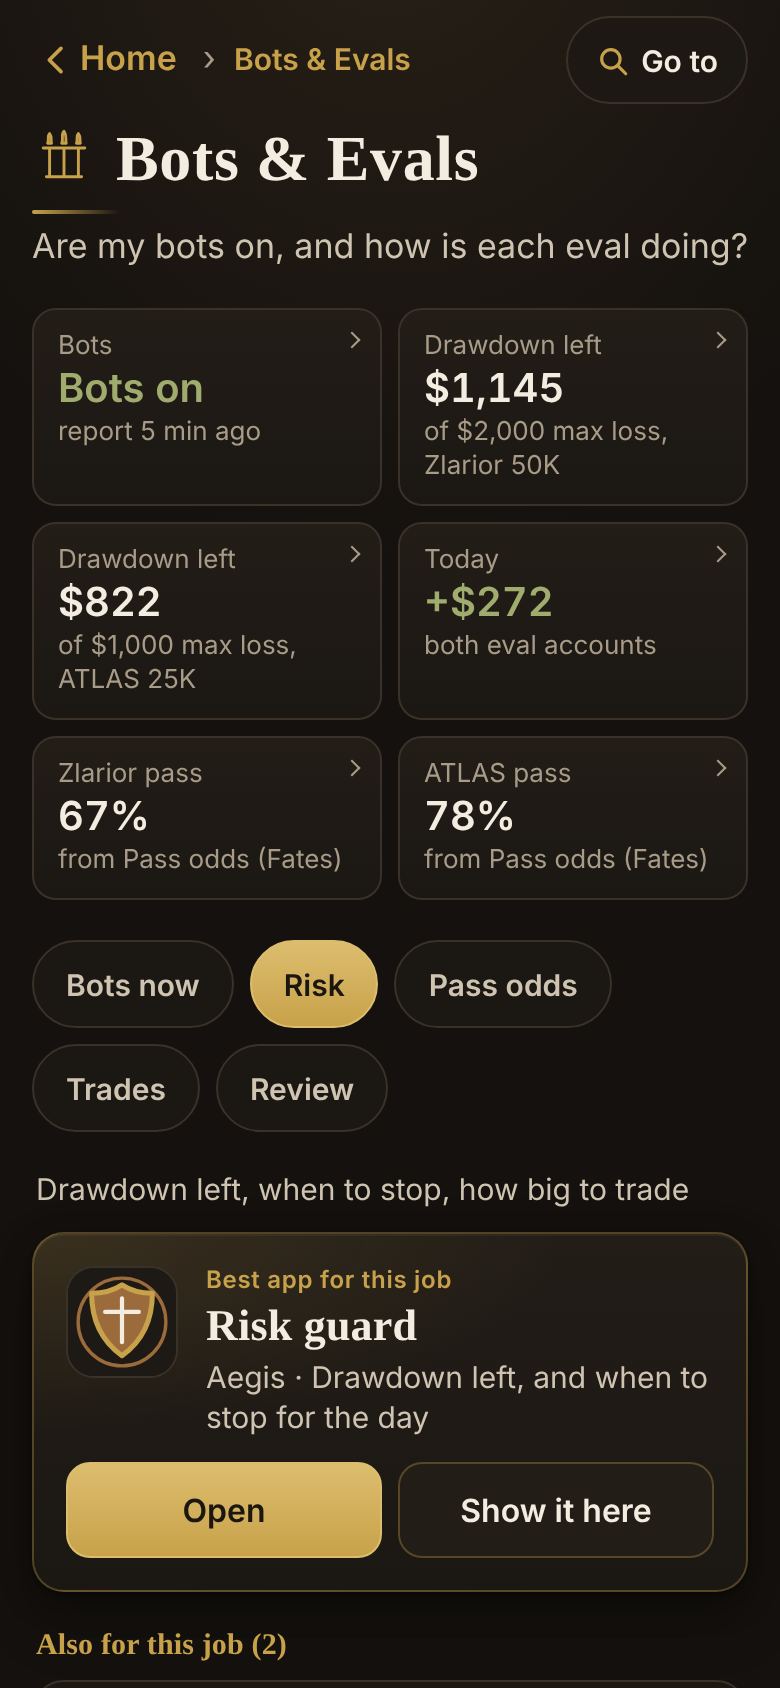 Home › Bots & Evals
Go to
Bots & Evals
Are my bots on, and how is each eval doing?
Bots
Bots on
report 5 min ago
Drawdown left
$1,145
of $2,000 max loss,
Zlarior 50K
Drawdown left
$822
of $1,000 max loss,
ATLAS 25K
Today
+$272
both eval accounts
Zlarior pass
67%
from Pass odds (Fates)
ATLAS pass
78%
from Pass odds (Fates)
Bots now
Risk
Pass odds
Trades
Review
Drawdown left, when to stop, how big to trade
Best app for this job
Risk guard
Aegis · Drawdown left, and when to
stop for the day
Open
Show it here
Also for this job (2)